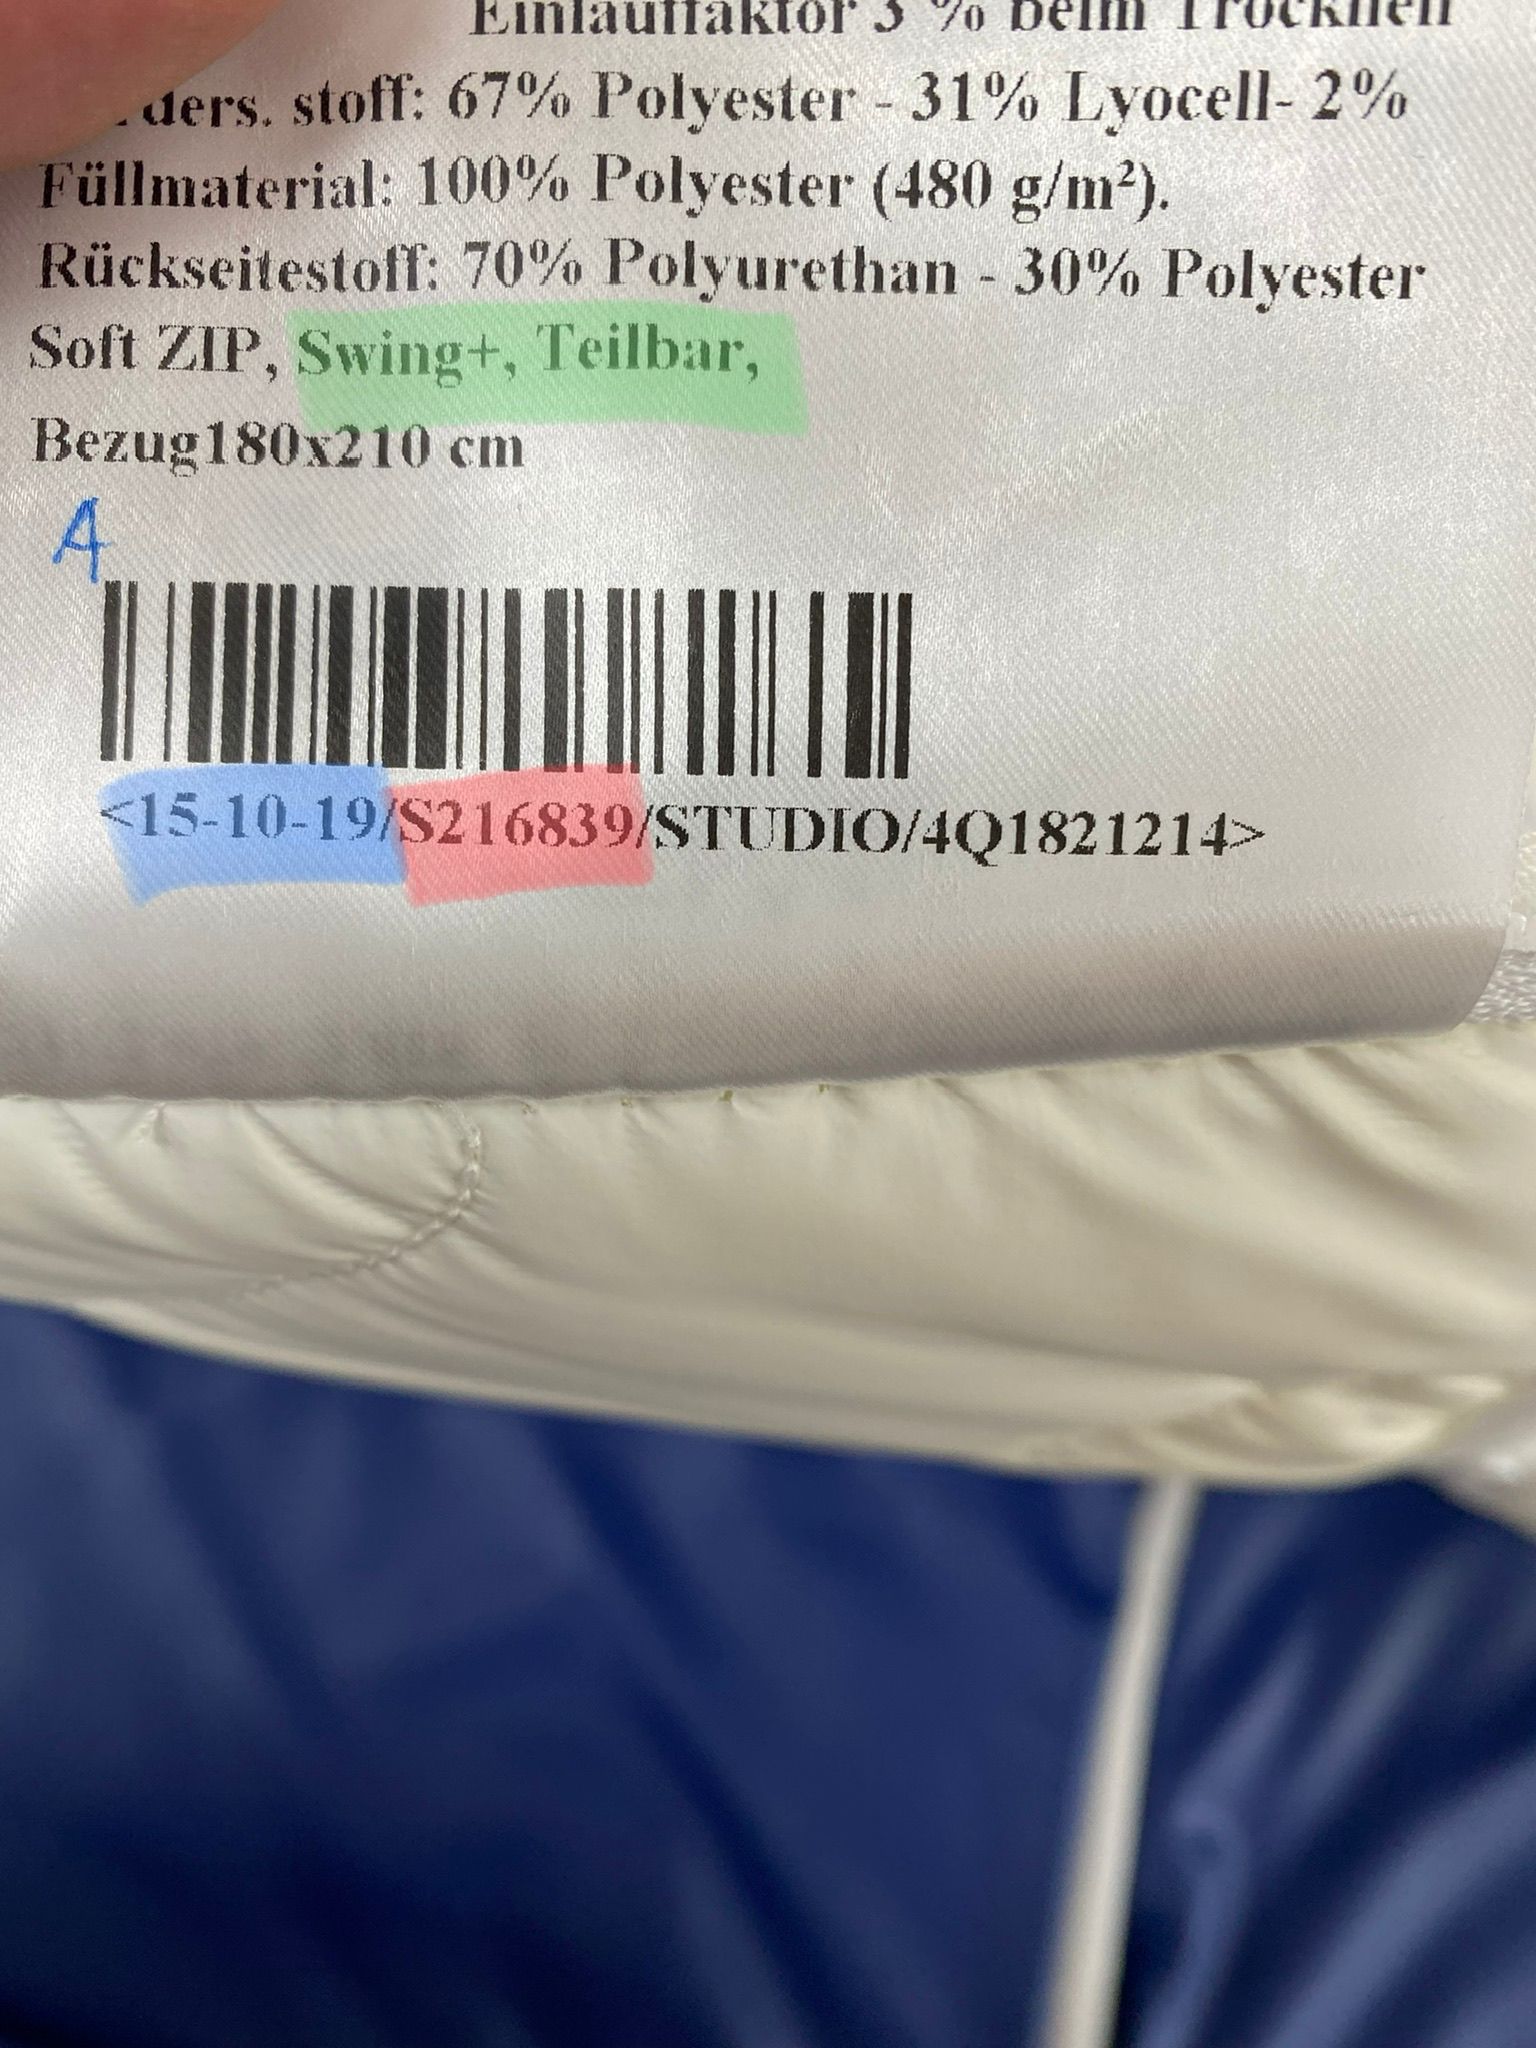 Einlauffaktor 3 % beim Trocknen
ders. stoff: 67% Polyester - 31% Lyocell- 2%
Füllmaterial: 100% Polyester (480 g/m²).
Rückseitestoff: 70% Polyurethan - 30% Polyester
Soft ZIP, Swing+, Teilbar,
Bezug180x210 cm
A
<15-10-19/S216839/STUDIO/4Q1821214>